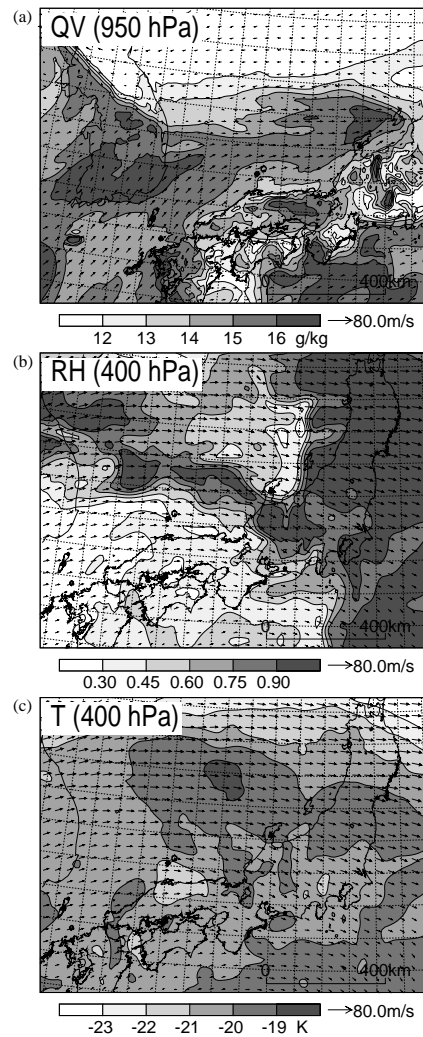 (a)
QV (950 hPa)
0 400km
12 13 14 15 16 g/kg →80.0m/s
(b)
RH (400 hPa)
0 400km
0.30 0.45 0.60 0.75 0.90 →80.0m/s
(c)
T (400 hPa)
0 400km
-23 -22 -21 -20 -19 K →80.0m/s